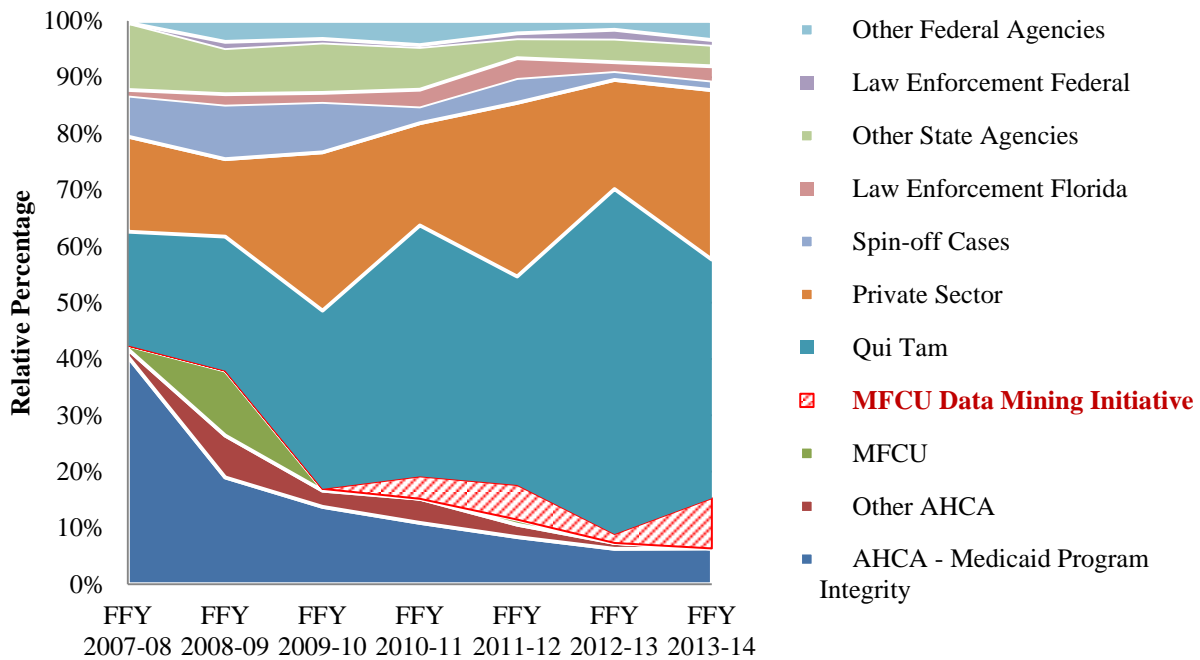 100%
90%
80%
70%
60%
50%
40%
30%
20%
10%
0%
Relative Percentage
FFY
2007-08
FFY
2008-09
FFY
2009-10
FFY
2010-11
FFY
2011-12
FFY
2012-13
FFY
2013-14
Other Federal Agencies
Law Enforcement Federal
Other State Agencies
Law Enforcement Florida
Spin-off Cases
Private Sector
Qui Tam
MFCU Data Mining Initiative
MFCU
Other AHCA
AHCA - Medicaid Program
Integrity